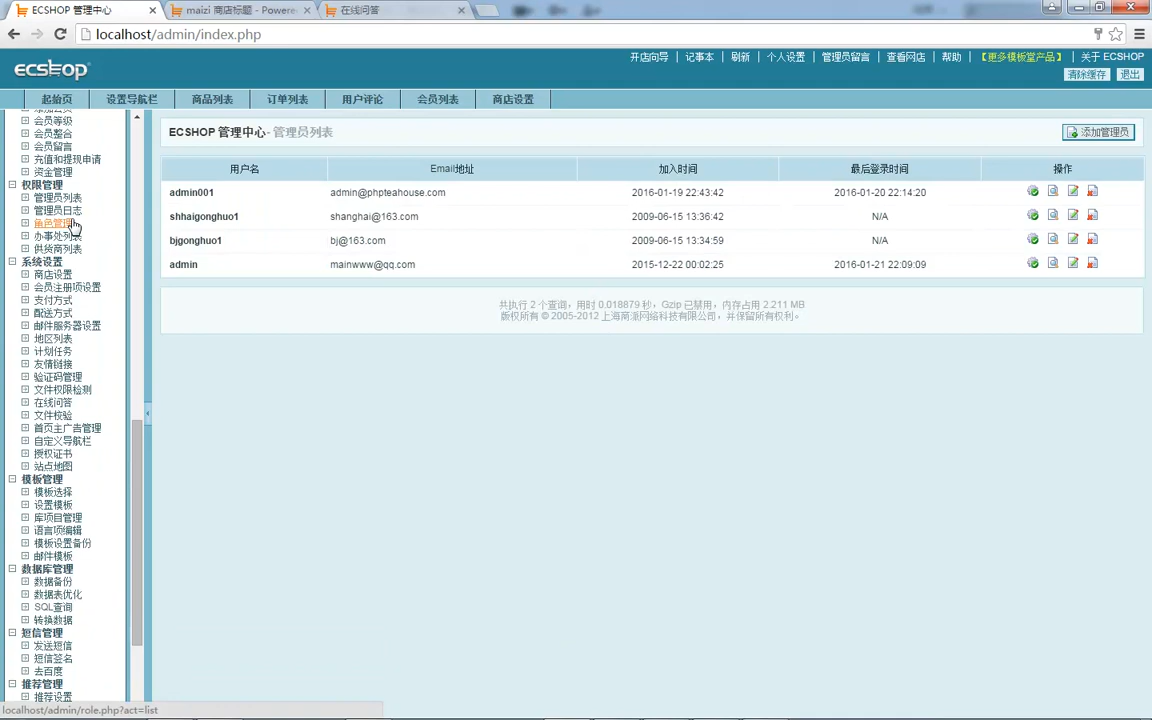 ECSHOP 管理中心
maizi 商店标题 - Powere
在线问答
localhost/admin/index.php
ecshop
开店向导 | 记事本 | 刷新 | 个人设置 | 管理员留言 | 查看网店 | 帮助 | 【更多模板堂产品】 | 关于 ECSHOP
清除缓存 退出
起始页 设置导航栏 商品列表 订单列表 用户评论 会员列表 商店设置
会员等级
会员整合
会员留言
充值和提现申请
资金管理
权限管理
管理员列表
管理员日志
角色管理
办事处列表
供货商列表
系统设置
商店设置
会员注册项设置
支付方式
配送方式
邮件服务器设置
地区列表
计划任务
友情链接
验证码管理
文件权限检测
在线问答
文件校验
首页主广告管理
自定义导航栏
授权证书
站点地图
模板管理
模板选择
设置模板
库项目管理
语言项编辑
模板设置备份
邮件模板
数据库管理
数据备份
数据表优化
SQL查询
转换数据
短信管理
发送短信
短信签名
去百度
推荐管理
推荐设置
ECSHOP 管理中心 - 管理员列表
添加管理员
用户名 Email地址 加入时间 最后登录时间 操作
admin001 admin@phpteahouse.com 2016-01-19 22:43:42 2016-01-20 22:14:20
shhaigonghuo1 shanghai@163.com 2009-06-15 13:36:42 N/A
bjgonghuo1 bj@163.com 2009-06-15 13:34:59 N/A
admin mainwww@qq.com 2015-12-22 00:02:25 2016-01-21 22:09:09
共执行 2 个查询，用时 0.018879 秒，Gzip 已禁用，内存占用 2.211 MB
版权所有 © 2005-2012 上海商派网络科技有限公司，并保留所有权利。
localhost/admin/role.php?act=list